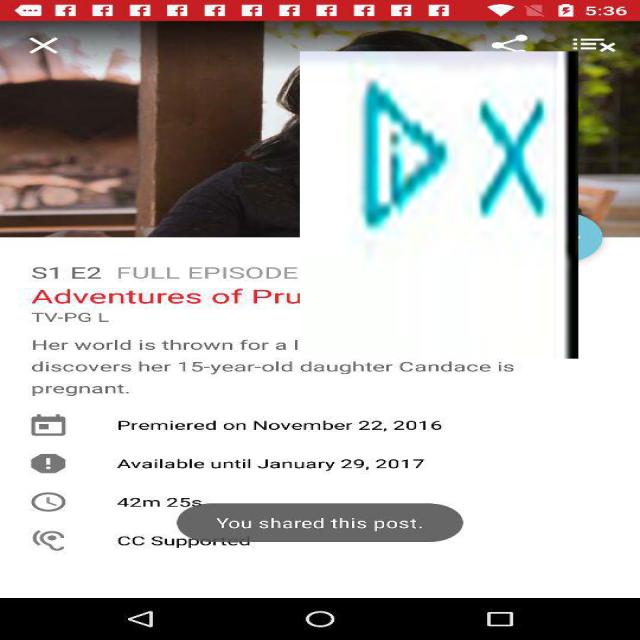 5:36
S1 E2 FULL EPISODE
Adventures of Pru
TV-PG L
Her world is thrown for a l
discovers her 15-year-old daughter Candace is
pregnant.
Premiered on November 22, 2016
Available until January 29, 2017
42m 25s
You shared this post.
CC Supported